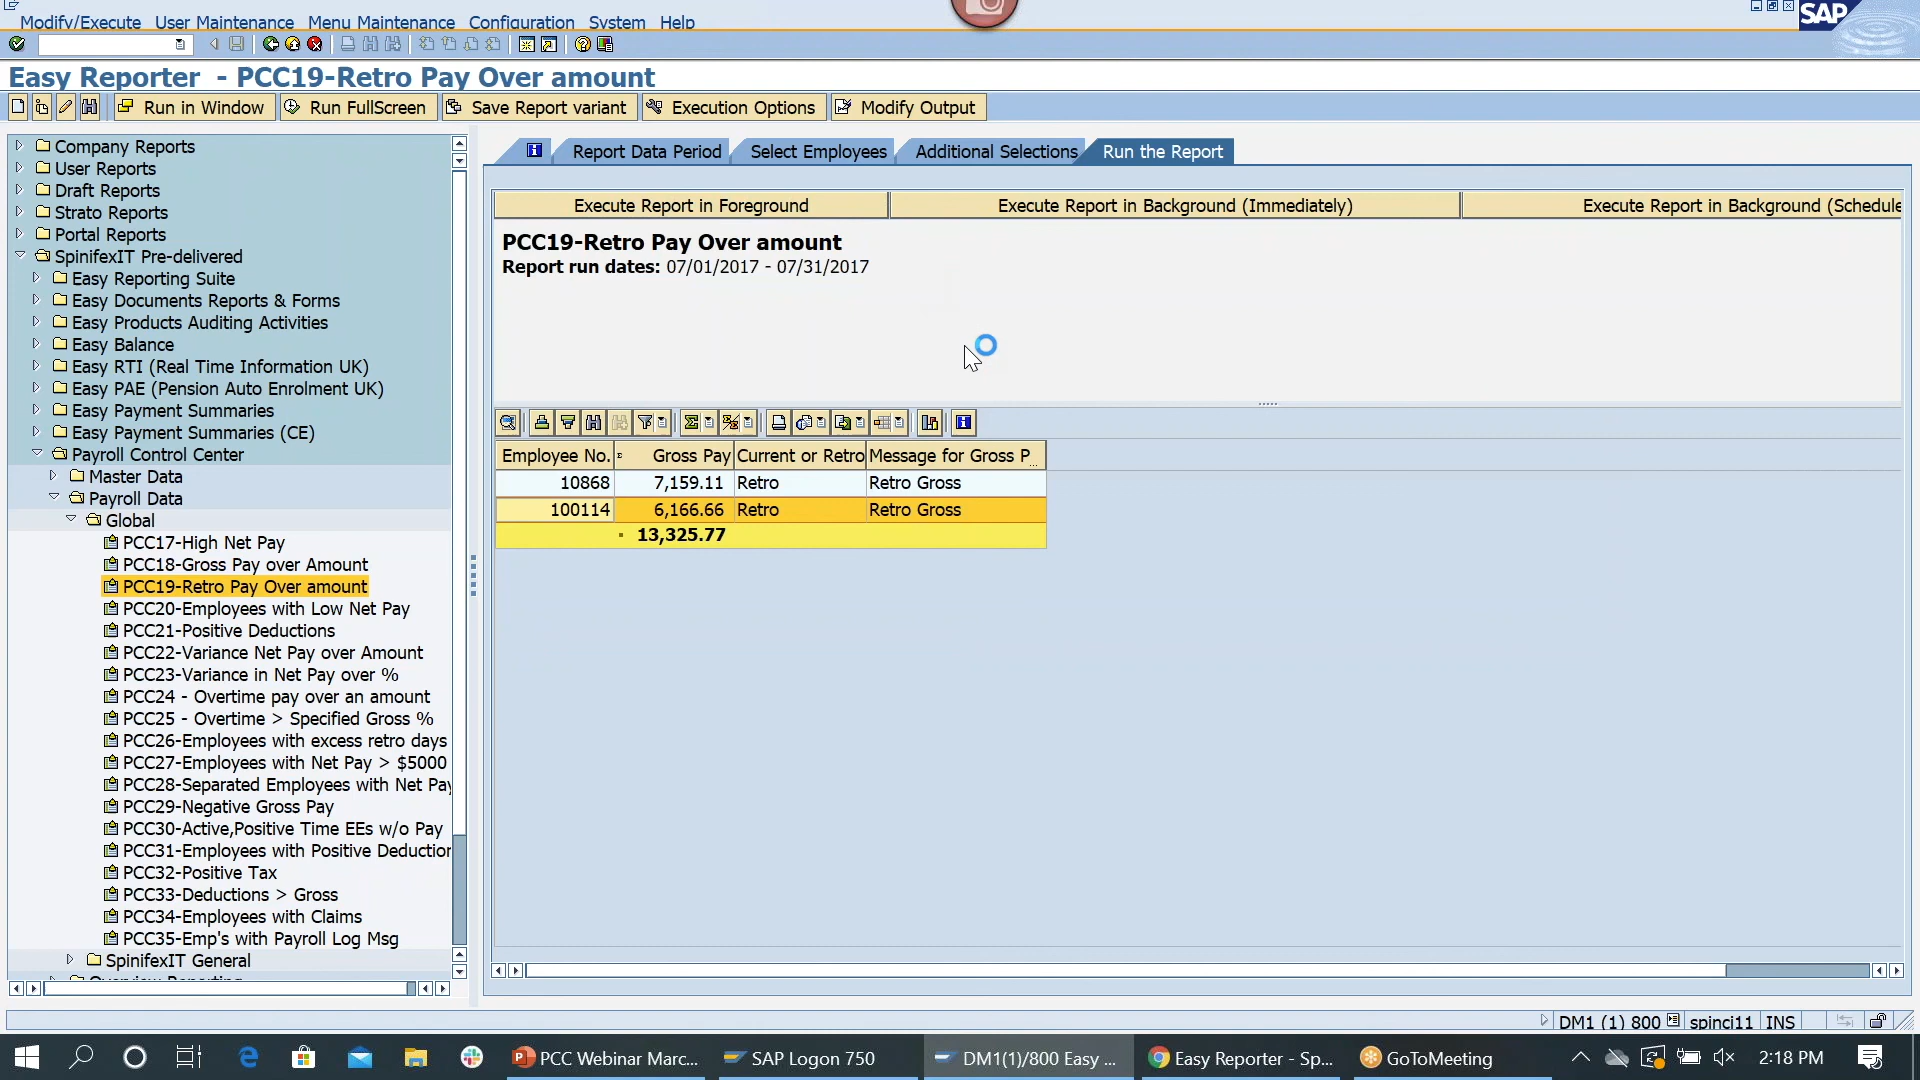 Modify/Execute User Maintenance Menu Maintenance Configuration System Help
SAP
Easy Reporter - PCC19-Retro Pay Over amount
Run in Window Run FullScreen Save Report variant Execution Options Modify Output
Company Reports
User Reports
Draft Reports
Strato Reports
Portal Reports
SpinifexIT Pre-delivered
Easy Reporting Suite
Easy Documents Reports & Forms
Easy Products Auditing Activities
Easy Balance
Easy RTI (Real Time Information UK)
Easy PAE (Pension Auto Enrolment UK)
Easy Payment Summaries
Easy Payment Summaries (CE)
Payroll Control Center
Master Data
Payroll Data
Global
PCC17-High Net Pay
PCC18-Gross Pay over Amount
PCC19-Retro Pay Over amount
PCC20-Employees with Low Net Pay
PCC21-Positive Deductions
PCC22-Variance Net Pay over Amount
PCC23-Variance in Net Pay over %
PCC24 - Overtime pay over an amount
PCC25 - Overtime > Specified Gross %
PCC26-Employees with excess retro days
PCC27-Employees with Net Pay > $5000
PCC28-Separated Employees with Net Pay
PCC29-Negative Gross Pay
PCC30-Active,Positive Time EEs w/o Pay
PCC31-Employees with Positive Deduction
PCC32-Positive Tax
PCC33-Deductions > Gross
PCC34-Employees with Claims
PCC35-Emp's with Payroll Log Msg
SpinifexIT General
Overview Reporting
Report Data Period Select Employees Additional Selections Run the Report
Execute Report in Foreground Execute Report in Background (Immediately) Execute Report in Background (Schedule
PCC19-Retro Pay Over amount
Report run dates: 07/01/2017 - 07/31/2017
Employee No. Gross Pay Current or Retro Message for Gross P...
10868 7,159.11 Retro Retro Gross
100114 6,166.66 Retro Retro Gross
13,325.77
DM1 (1) 800 spinci11 INS
PCC Webinar Marc... SAP Logon 750 DM1(1)/800 Easy ... Easy Reporter - Sp... GoToMeeting 2:18 PM